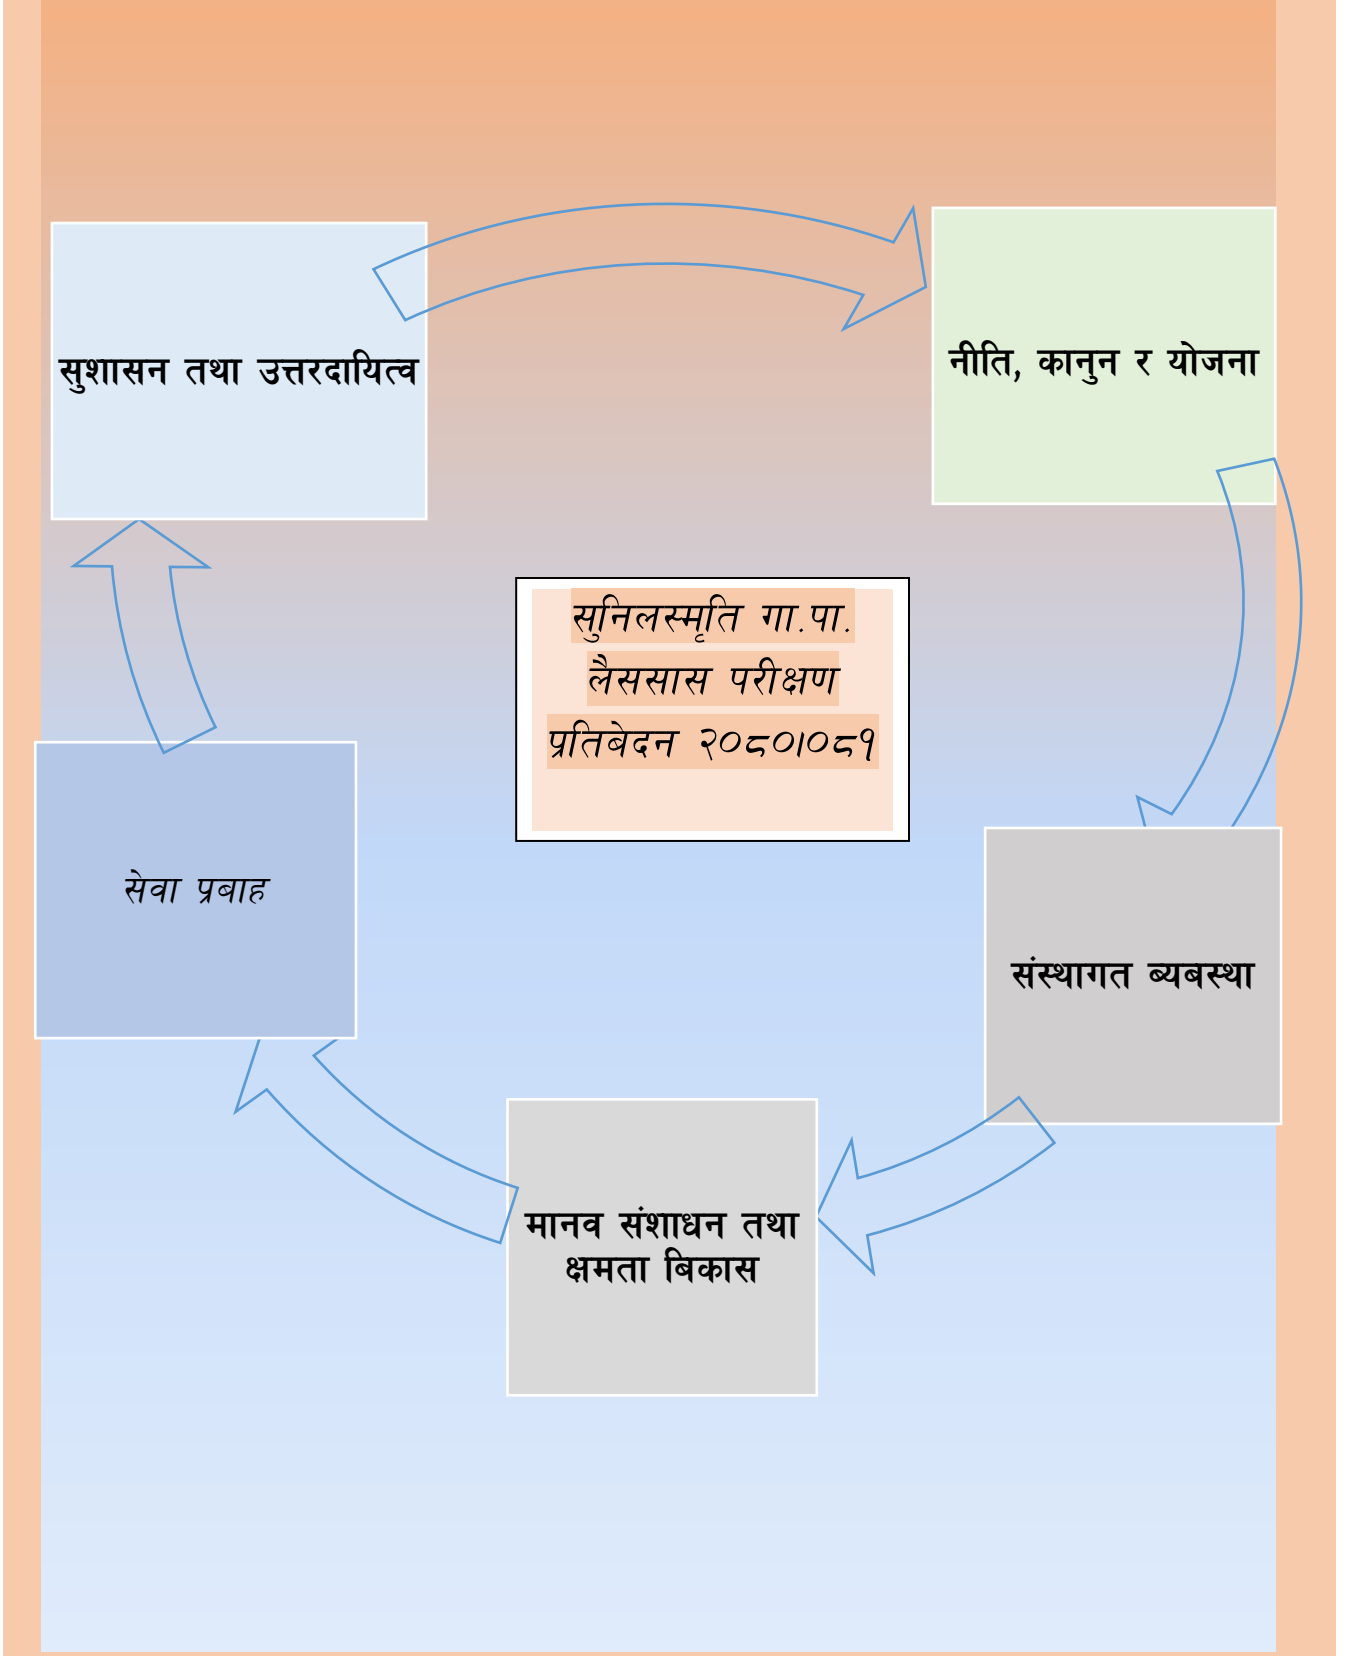 सुशासन तथा उत्तरदायित्व
नीति, कानुन र योजना
सुनिलस्मृति गा.पा.
लैससास परीक्षण
प्रतिबेदन २०८०।०८१
सेवा प्रबाह
संस्थागत ब्यबस्था
मानव संशाधन तथा
क्षमता बिकास